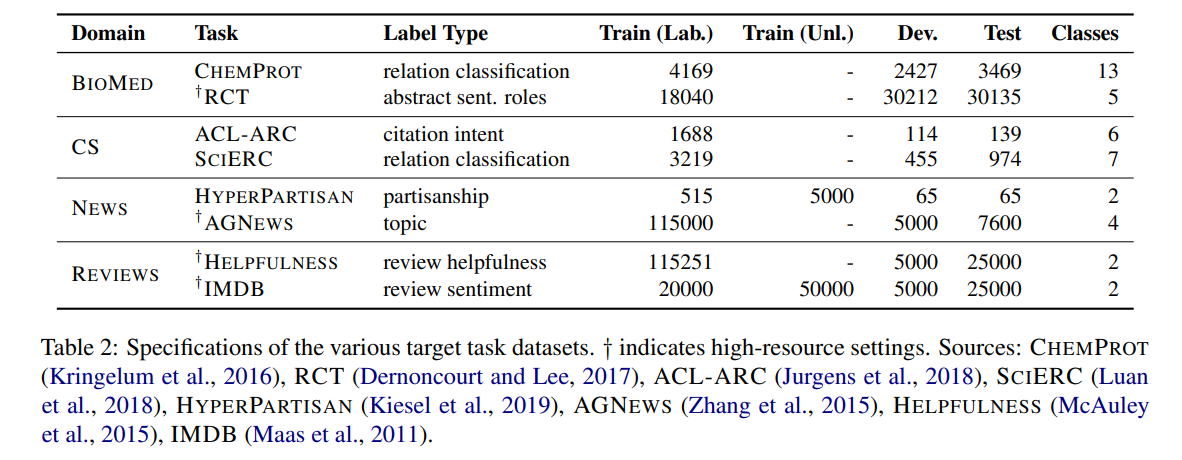 Domain Task Label Type Train (Lab.) Train (Unl.) Dev. Test Classes
BIOMED CHEMPROT relation classification 4169 - 2427 3469 13
†RCT abstract sent. roles 18040 - 30212 30135 5
CS ACL-ARC citation intent 1688 - 114 139 6
SCIERC relation classification 3219 - 455 974 7
NEWS HYPERPARTISAN partisanship 515 5000 65 65 2
†AGNEWS topic 115000 - 5000 7600 4
REVIEWS †HELPFULNESS review helpfulness 115251 - 5000 25000 2
†IMDB review sentiment 20000 50000 5000 25000 2
Table 2: Specifications of the various target task datasets. † indicates high-resource settings. Sources: CHEMPROT
(Kringelum et al., 2016), RCT (Dernoncourt and Lee, 2017), ACL-ARC (Jurgens et al., 2018), SCIERC (Luan
et al., 2018), HYPERPARTISAN (Kiesel et al., 2019), AGNEWS (Zhang et al., 2015), HELPFULNESS (McAuley
et al., 2015), IMDB (Maas et al., 2011).